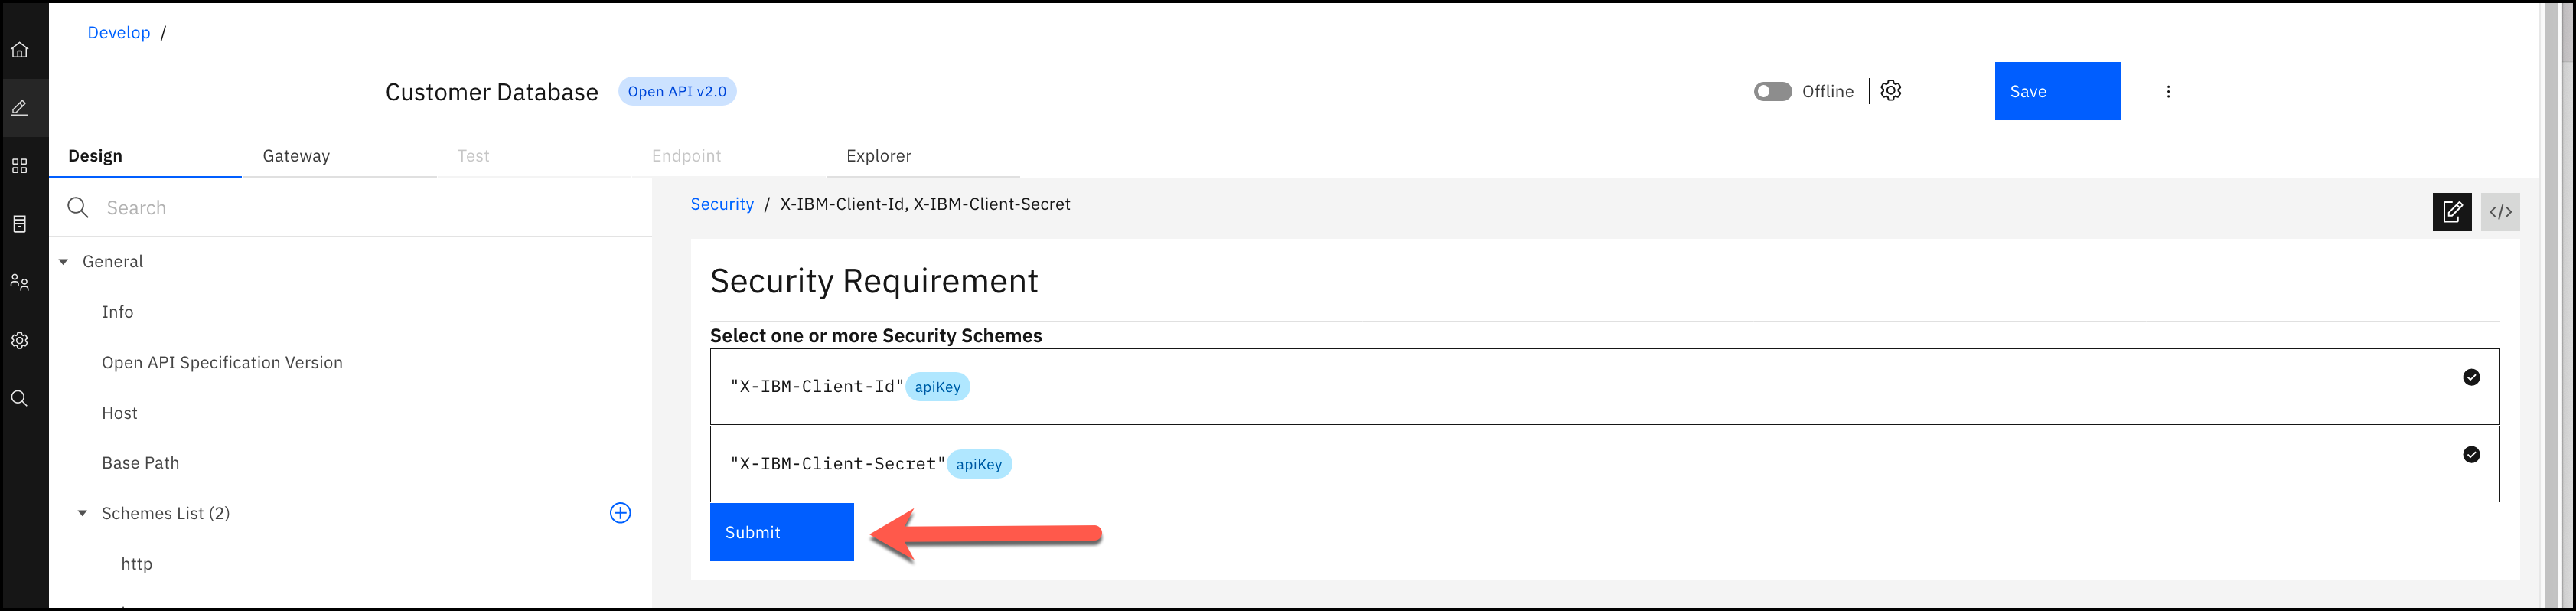 Develop /
Customer Database Open API v2.0 Offline Save
Design Gateway Test Endpoint Explorer
Search
General
Info
Open API Specification Version
Host
Base Path
Schemes List (2)
http
Security / X-IBM-Client-Id, X-IBM-Client-Secret
</>
Security Requirement
Select one or more Security Schemes
"X-IBM-Client-Id" apiKey
"X-IBM-Client-Secret" apiKey
Submit